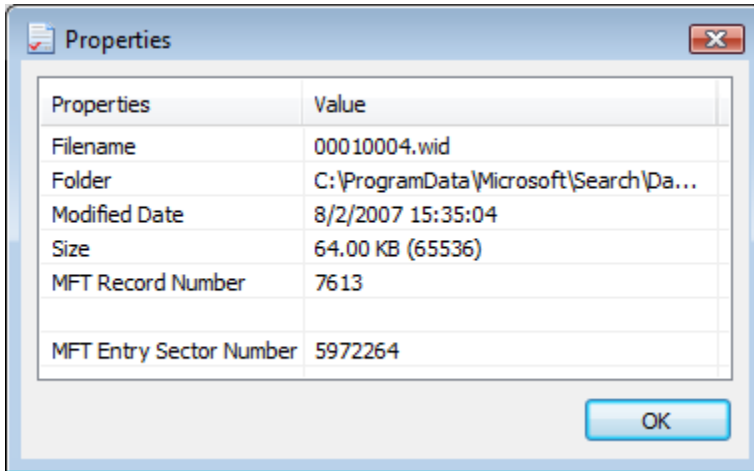 Properties
Properties Value
Filename 00010004.wid
Folder C:\ProgramData\Microsoft\Search\Da...
Modified Date 8/2/2007 15:35:04
Size 64.00 KB (65536)
MFT Record Number 7613
MFT Entry Sector Number 5972264
OK